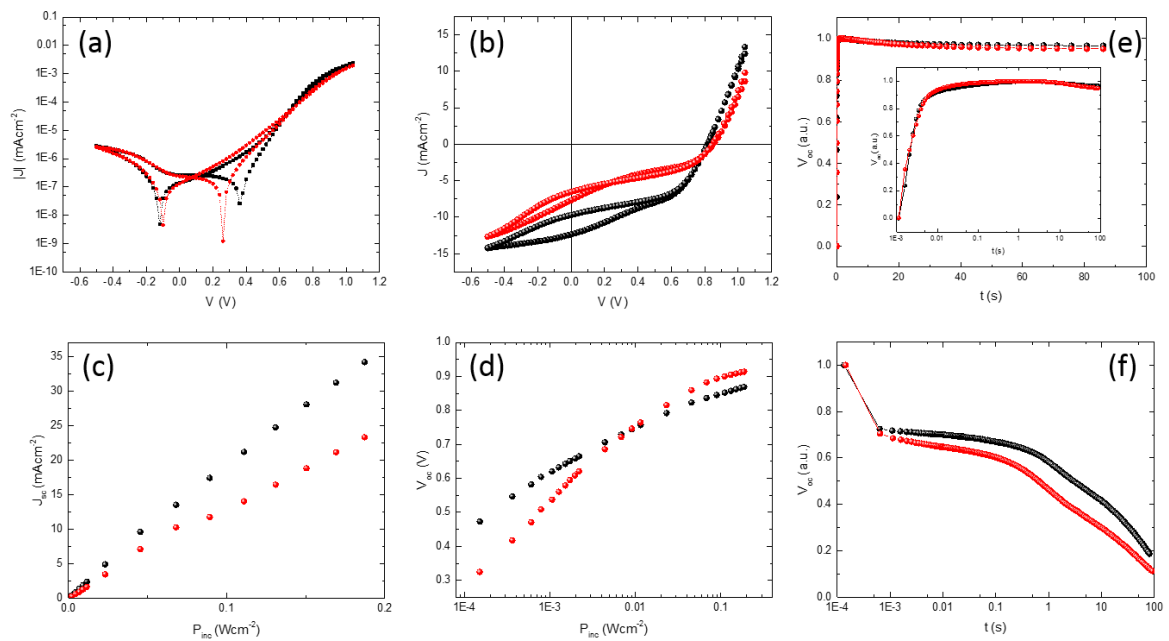 (a)
0.1
0.01
1E-3
1E-4
1E-5
1E-6
1E-7
1E-8
1E-9
1E-10
|J| (mAcm⁻²)
-0.6 -0.4 -0.2 0.0 0.2 0.4 0.6 0.8 1.0 1.2
V (V)
(b)
15
10
5
0
-5
-10
-15
J (mAcm⁻²)
-0.6 -0.4 -0.2 0.0 0.2 0.4 0.6 0.8 1.0 1.2
V (V)
(e)
1.0
0.8
0.6
0.4
0.2
0.0
V_oc (a.u.)
0 20 40 60 80 100
t (s)
1.0
0.8
0.6
0.4
0.2
0.0
V_oc (a.u.)
1E-3 0.01 0.1 1 10 100
t (s)
(c)
35
30
25
20
15
10
5
0
J_sc (mAcm⁻²)
0.0 0.1 0.2
P_inc (Wcm⁻²)
(d)
1.0
0.9
0.8
0.7
0.6
0.5
0.4
0.3
V_oc (V)
1E-4 1E-3 0.01 0.1
P_inc (Wcm⁻²)
(f)
1.0
0.8
0.6
0.4
0.2
0.0
V_oc (a.u.)
1E-4 1E-3 0.01 0.1 1 10 100
t (s)